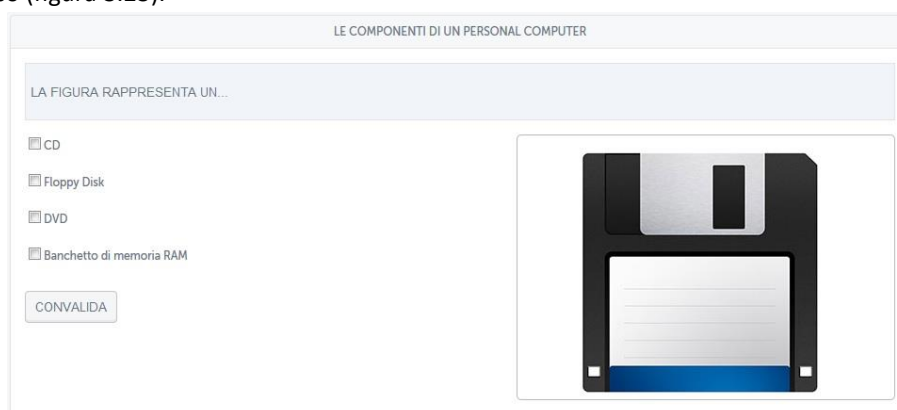 LE COMPONENTI DI UN PERSONAL COMPUTER
LA FIGURA RAPPRESENTA UN...
CD
Floppy Disk
DVD
Banchetto di memoria RAM
CONVALIDA